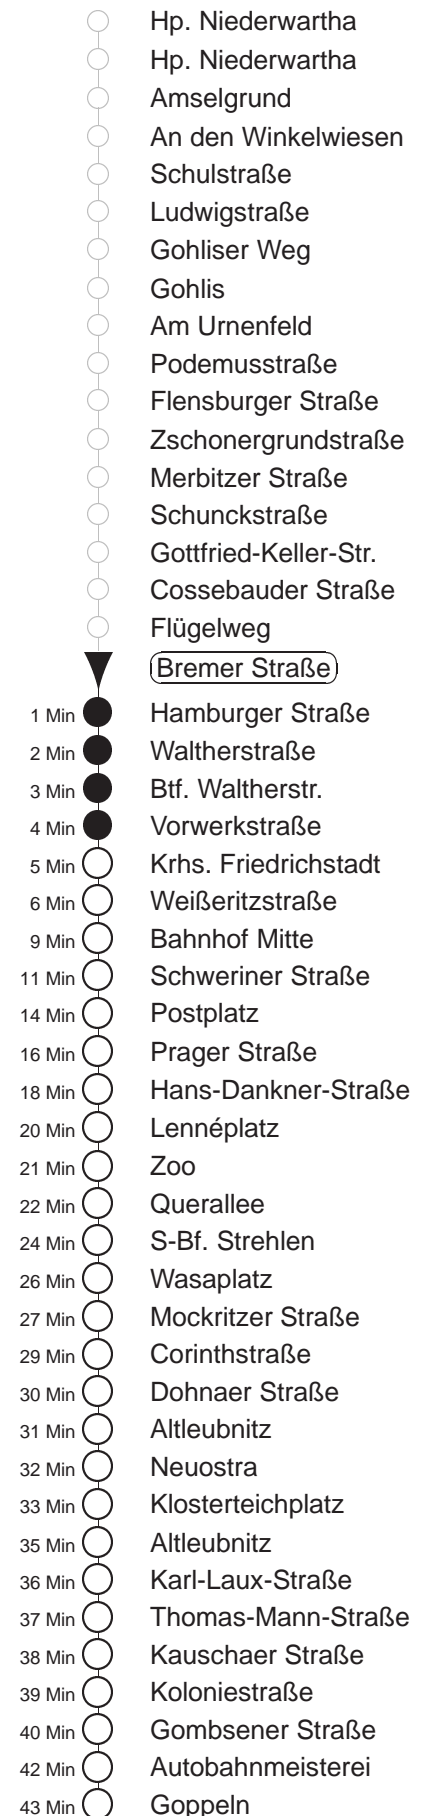 Hp. Niederwartha
Hp. Niederwartha
Amselgrund
An den Winkelwiesen
Schulstraße
Ludwigstraße
Gohliser Weg
Gohlis
Am Urnenfeld
Podemusstraße
Flensburger Straße
Zschonergrundstraße
Merbitzer Straße
Schunckstraße
Gottfried-Keller-Str.
Cossebauder Straße
Flügelweg
Bremer Straße
1 Min Hamburger Straße
2 Min Waltherstraße
3 Min Btf. Waltherstr.
4 Min Vorwerkstraße
5 Min Krhs. Friedrichstadt
6 Min Weißeritzstraße
9 Min Bahnhof Mitte
11 Min Schweriner Straße
14 Min Postplatz
16 Min Prager Straße
18 Min Hans-Dankner-Straße
20 Min Lennéplatz
21 Min Zoo
22 Min Querallee
24 Min S-Bf. Strehlen
26 Min Wasaplatz
27 Min Mockritzer Straße
29 Min Corinthstraße
30 Min Dohnaer Straße
31 Min Altleubnitz
32 Min Neuostra
33 Min Klosterteichplatz
35 Min Altleubnitz
36 Min Karl-Laux-Straße
37 Min Thomas-Mann-Straße
38 Min Kauschaer Straße
39 Min Koloniestraße
40 Min Gombsener Straße
42 Min Autobahnmeisterei
43 Min Goppeln